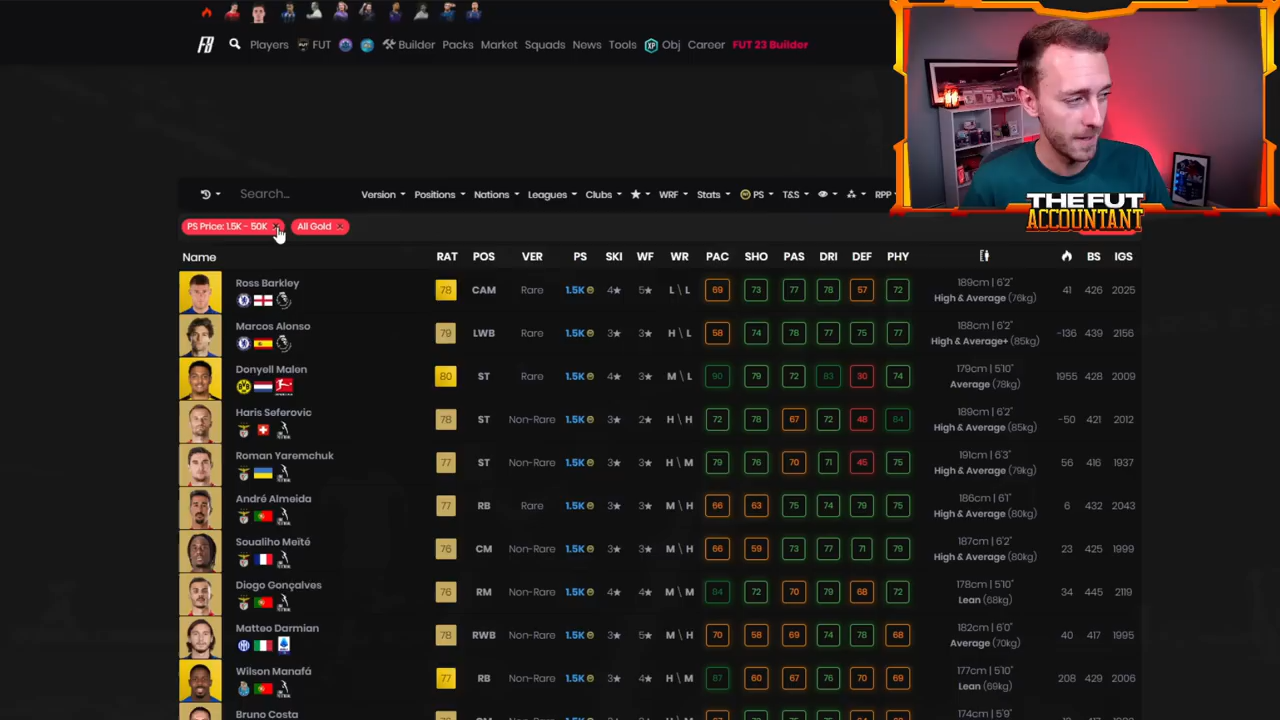 FB Players FUT Builder Packs Market Squads News Tools XP Obj Career FUT 23 Builder
THE FUT
ACCOUNTANT
Search... Version Positions Nations Leagues Clubs WRF Stats PS T&S RPP
PS Price: 1.5K - 50K × All Gold ×
Name RAT POS VER PS SKI WF WR PAC SHO PAS DRI DEF PHY BS IGS
Ross Barkley 78 CAM Rare 1.5K 4★ 5★ L \ L 69 73 77 78 57 72 189cm | 6'2" High & Average (76kg) 41 426 2025
Marcos Alonso 79 LWB Rare 1.5K 3★ 3★ H \ L 58 74 78 77 75 77 188cm | 6'2" High & Average+ (85kg) -136 439 2156
Donyell Malen 80 ST Rare 1.5K 4★ 3★ M \ L 90 79 72 83 30 74 179cm | 5'10" Average (78kg) 1955 428 2009
Haris Seferovic 78 ST Non-Rare 1.5K 3★ 2★ H \ H 72 78 67 72 48 84 189cm | 6'2" High & Average (85kg) -50 421 2012
Roman Yaremchuk 77 ST Non-Rare 1.5K 3★ 3★ H \ M 79 76 70 71 45 75 191cm | 6'3" High & Average (79kg) 56 416 1937
André Almeida 77 RB Rare 1.5K 3★ 3★ M \ H 66 63 75 74 79 75 186cm | 6'1" High & Average (80kg) 6 432 2043
Soualiho Meïté 76 CM Non-Rare 1.5K 3★ 3★ M \ H 66 59 73 77 71 79 187cm | 6'2" High & Average (80kg) 23 425 1999
Diogo Gonçalves 76 RM Non-Rare 1.5K 4★ 4★ M \ M 84 72 70 79 68 72 178cm | 5'10" Lean (68kg) 34 445 2119
Matteo Darmian 78 RWB Non-Rare 1.5K 3★ 5★ M \ H 70 58 69 74 78 68 182cm | 6'0" Average (70kg) 40 417 1995
Wilson Manafá 77 RB Non-Rare 1.5K 3★ 4★ H \ M 87 60 67 76 70 69 177cm | 5'10" Lean (69kg) 208 429 2006
Bruno Costa 174cm | 5'9"